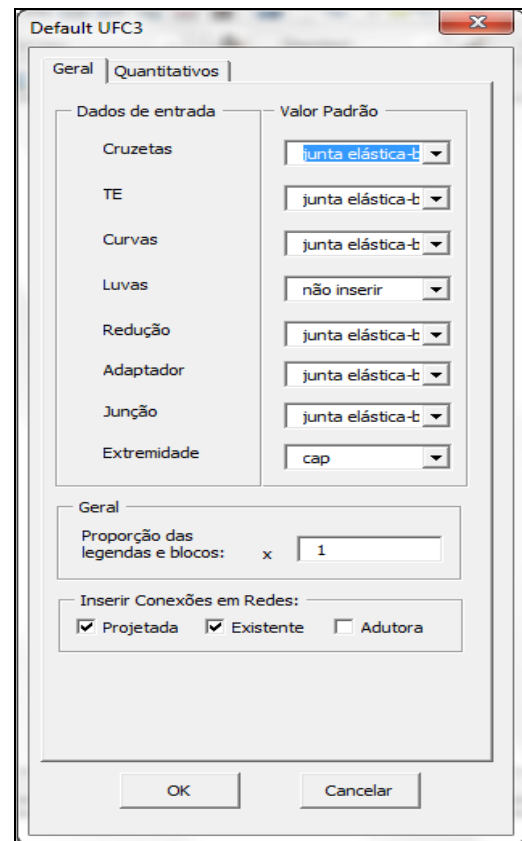 Default UFC3
Geral Quantitativos
Dados de entrada Valor Padrão
Cruzetas junta elástica-b
TE junta elástica-b
Curvas junta elástica-b
Luvas não inserir
Redução junta elástica-b
Adaptador junta elástica-b
Junção junta elástica-b
Extremidade cap
Geral
Proporção das
legendas e blocos: x 1
Inserir Conexões em Redes:
Projetada Existente Adutora
OK Cancelar